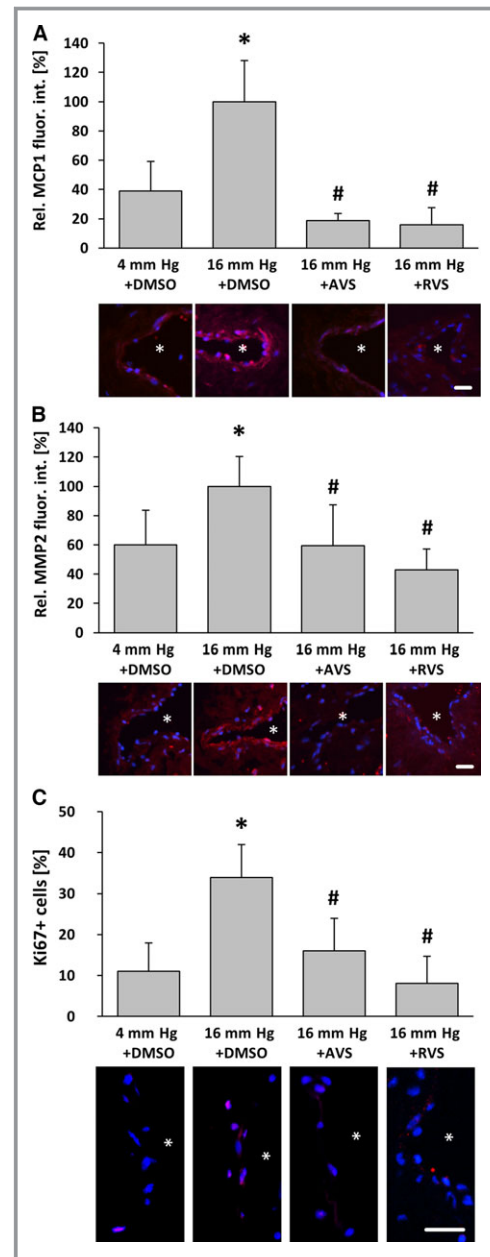 A
Rel. MCP1 fluor. int. [%]
140
120
100
80
60
40
20
0
*
#
#
4 mm Hg 16 mm Hg 16 mm Hg 16 mm Hg
+DMSO +DMSO +AVS +RVS
* * * *
B
Rel. MMP2 fluor. int. [%]
140
120
100
80
60
40
20
0
*
#
#
4 mm Hg 16 mm Hg 16 mm Hg 16 mm Hg
+DMSO +DMSO +AVS +RVS
* * * *
C
Ki67+ cells [%]
50
40
30
20
10
0
*
#
#
4 mm Hg 16 mm Hg 16 mm Hg 16 mm Hg
+DMSO +DMSO +AVS +RVS
* * * *